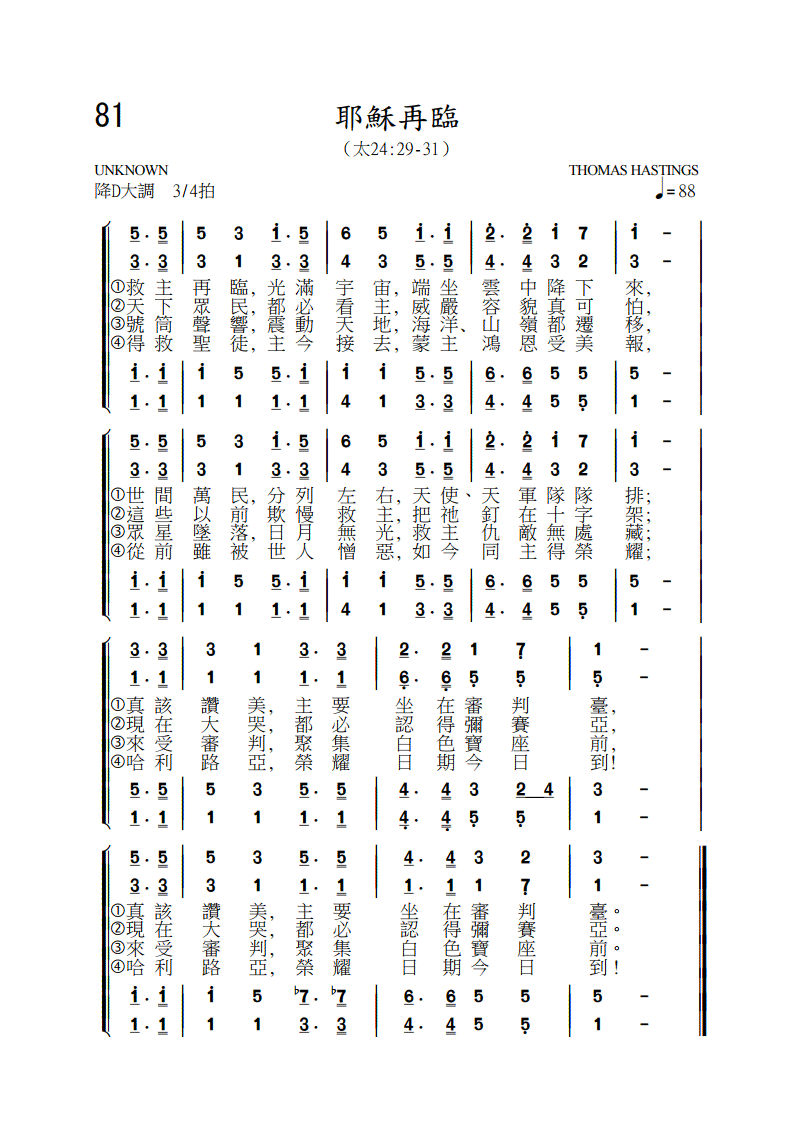 81
耶穌再臨
（太24:29-31）
UNKNOWN THOMAS HASTINGS
降D大調 3/4拍 ♩=88
5 . 5 | 5 3 i . 5 | 6 5 i . i | 2̇ . 2̇ i 7 | i -
3 . 3 | 3 1 3 . 3 | 4 3 5 . 5 | 4 . 4 3 2 | 3 -
①救主再臨,光滿宇宙,端坐雲中降下來,
②天下眾民,都必看主,威嚴容貌真可怕,
③號筒聲響,震動天地,海洋、山嶺都遷移,
④得救聖徒,主今接去,蒙主鴻恩受美報,
i . i | i 5 5 . i | i i 5 . 5 | 6 . 6 5 5 | 5 -
1 . 1 | 1 1 1 . 1 | 4 1 3 . 3 | 4 . 4 5 5̣ | 1 -
5 . 5 | 5 3 i . 5 | 6 5 i . i | 2̇ . 2̇ i 7 | i -
3 . 3 | 3 1 3 . 3 | 4 3 5 . 5 | 4 . 4 3 2 | 3 -
①世間萬民,分列左右,天使、天軍隊隊排;
②這些以前欺慢救主,把祂釘在十字架;
③眾星墜落,日月無光,救主仇敵無處藏;
④從前雖被世人憎惡,如今同主得榮耀;
i . i | i 5 5 . i | i i 5 . 5 | 6 . 6 5 5 | 5 -
1 . 1 | 1 1 1 . 1 | 4 1 3 . 3 | 4 . 4 5 5̣ | 1 -
3 . 3 | 3 1 3 . 3 | 2 . 2 1 7̣ | 1 -
1 . 1 | 1 1 1 . 1 | 6̣ . 6̣ 5̣ 5̣ | 5̣ -
①真該讚美,主要坐在審判臺,
②現在大哭,都必認得彌賽亞,
③來受審判,聚集白色寶座前,
④哈利路亞,榮耀日期今日到!
5 . 5 | 5 3 5 . 5 | 4 . 4 3 2 4 | 3 -
1 . 1 | 1 1 1 . 1 | 4̣ . 4̣ 5̣ 5̣ | 1 -
5 . 5 | 5 3 5 . 5 | 4 . 4 3 2 | 3 -
3 . 3 | 3 1 1 . 1 | 1 . 1 1 7̣ | 1 -
①真該讚美,主要坐在審判臺。
②現在大哭,都必認得彌賽亞。
③來受審判,聚集白色寶座前。
④哈利路亞,榮耀日期今日到!
i . i | i 5 ♭7 . ♭7 | 6 . 6 5 5 | 5 -
1 . 1 | 1 1 3 . 3 | 4 . 4 5 5̣ | 1 -